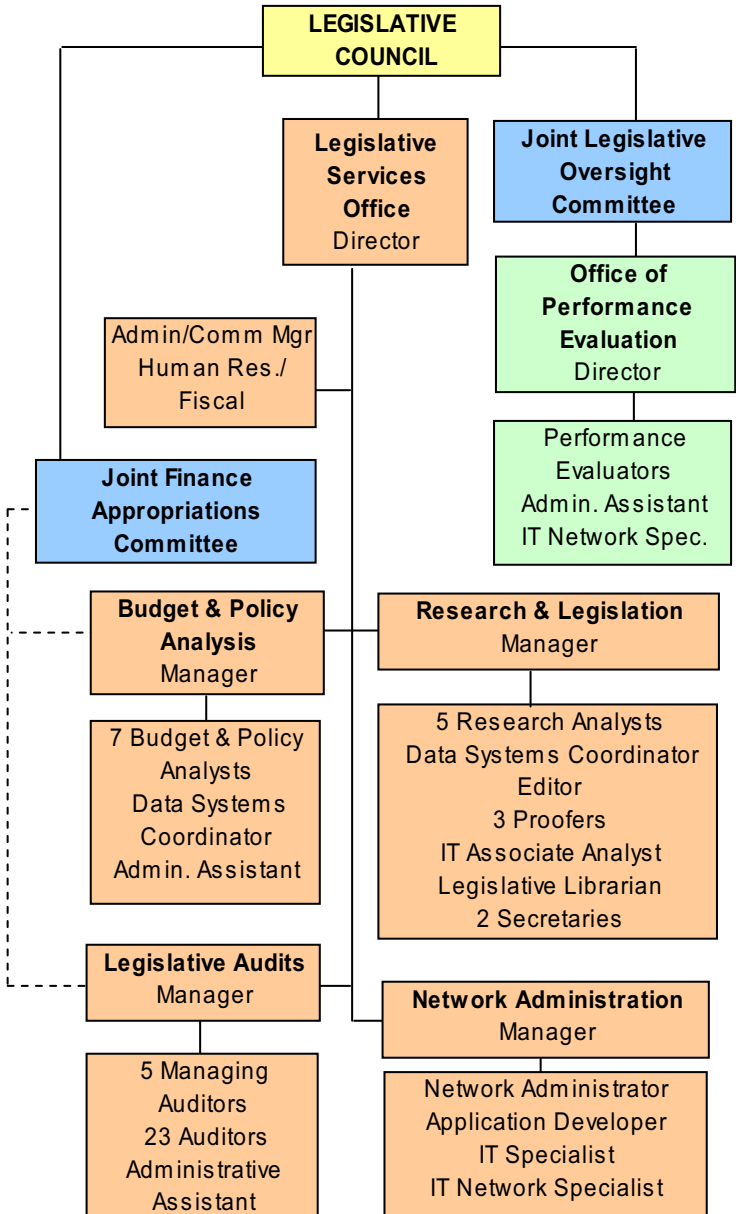 LEGISLATIVE
COUNCIL
Legislative
Services
Office
Director
Joint Legislative
Oversight
Committee
Office of
Performance
Evaluation
Director
Admin/Comm Mgr
Human Res./
Fiscal
Performance
Evaluators
Admin. Assistant
IT Network Spec.
Joint Finance
Appropriations
Committee
Budget & Policy
Analysis
Manager
Research & Legislation
Manager
7 Budget & Policy
Analysts
Data Systems
Coordinator
Admin. Assistant
5 Research Analysts
Data Systems Coordinator
Editor
3 Proofers
IT Associate Analyst
Legislative Librarian
2 Secretaries
Legislative Audits
Manager
Network Administration
Manager
5 Managing
Auditors
23 Auditors
Administrative
Assistant
Network Administrator
Application Developer
IT Specialist
IT Network Specialist